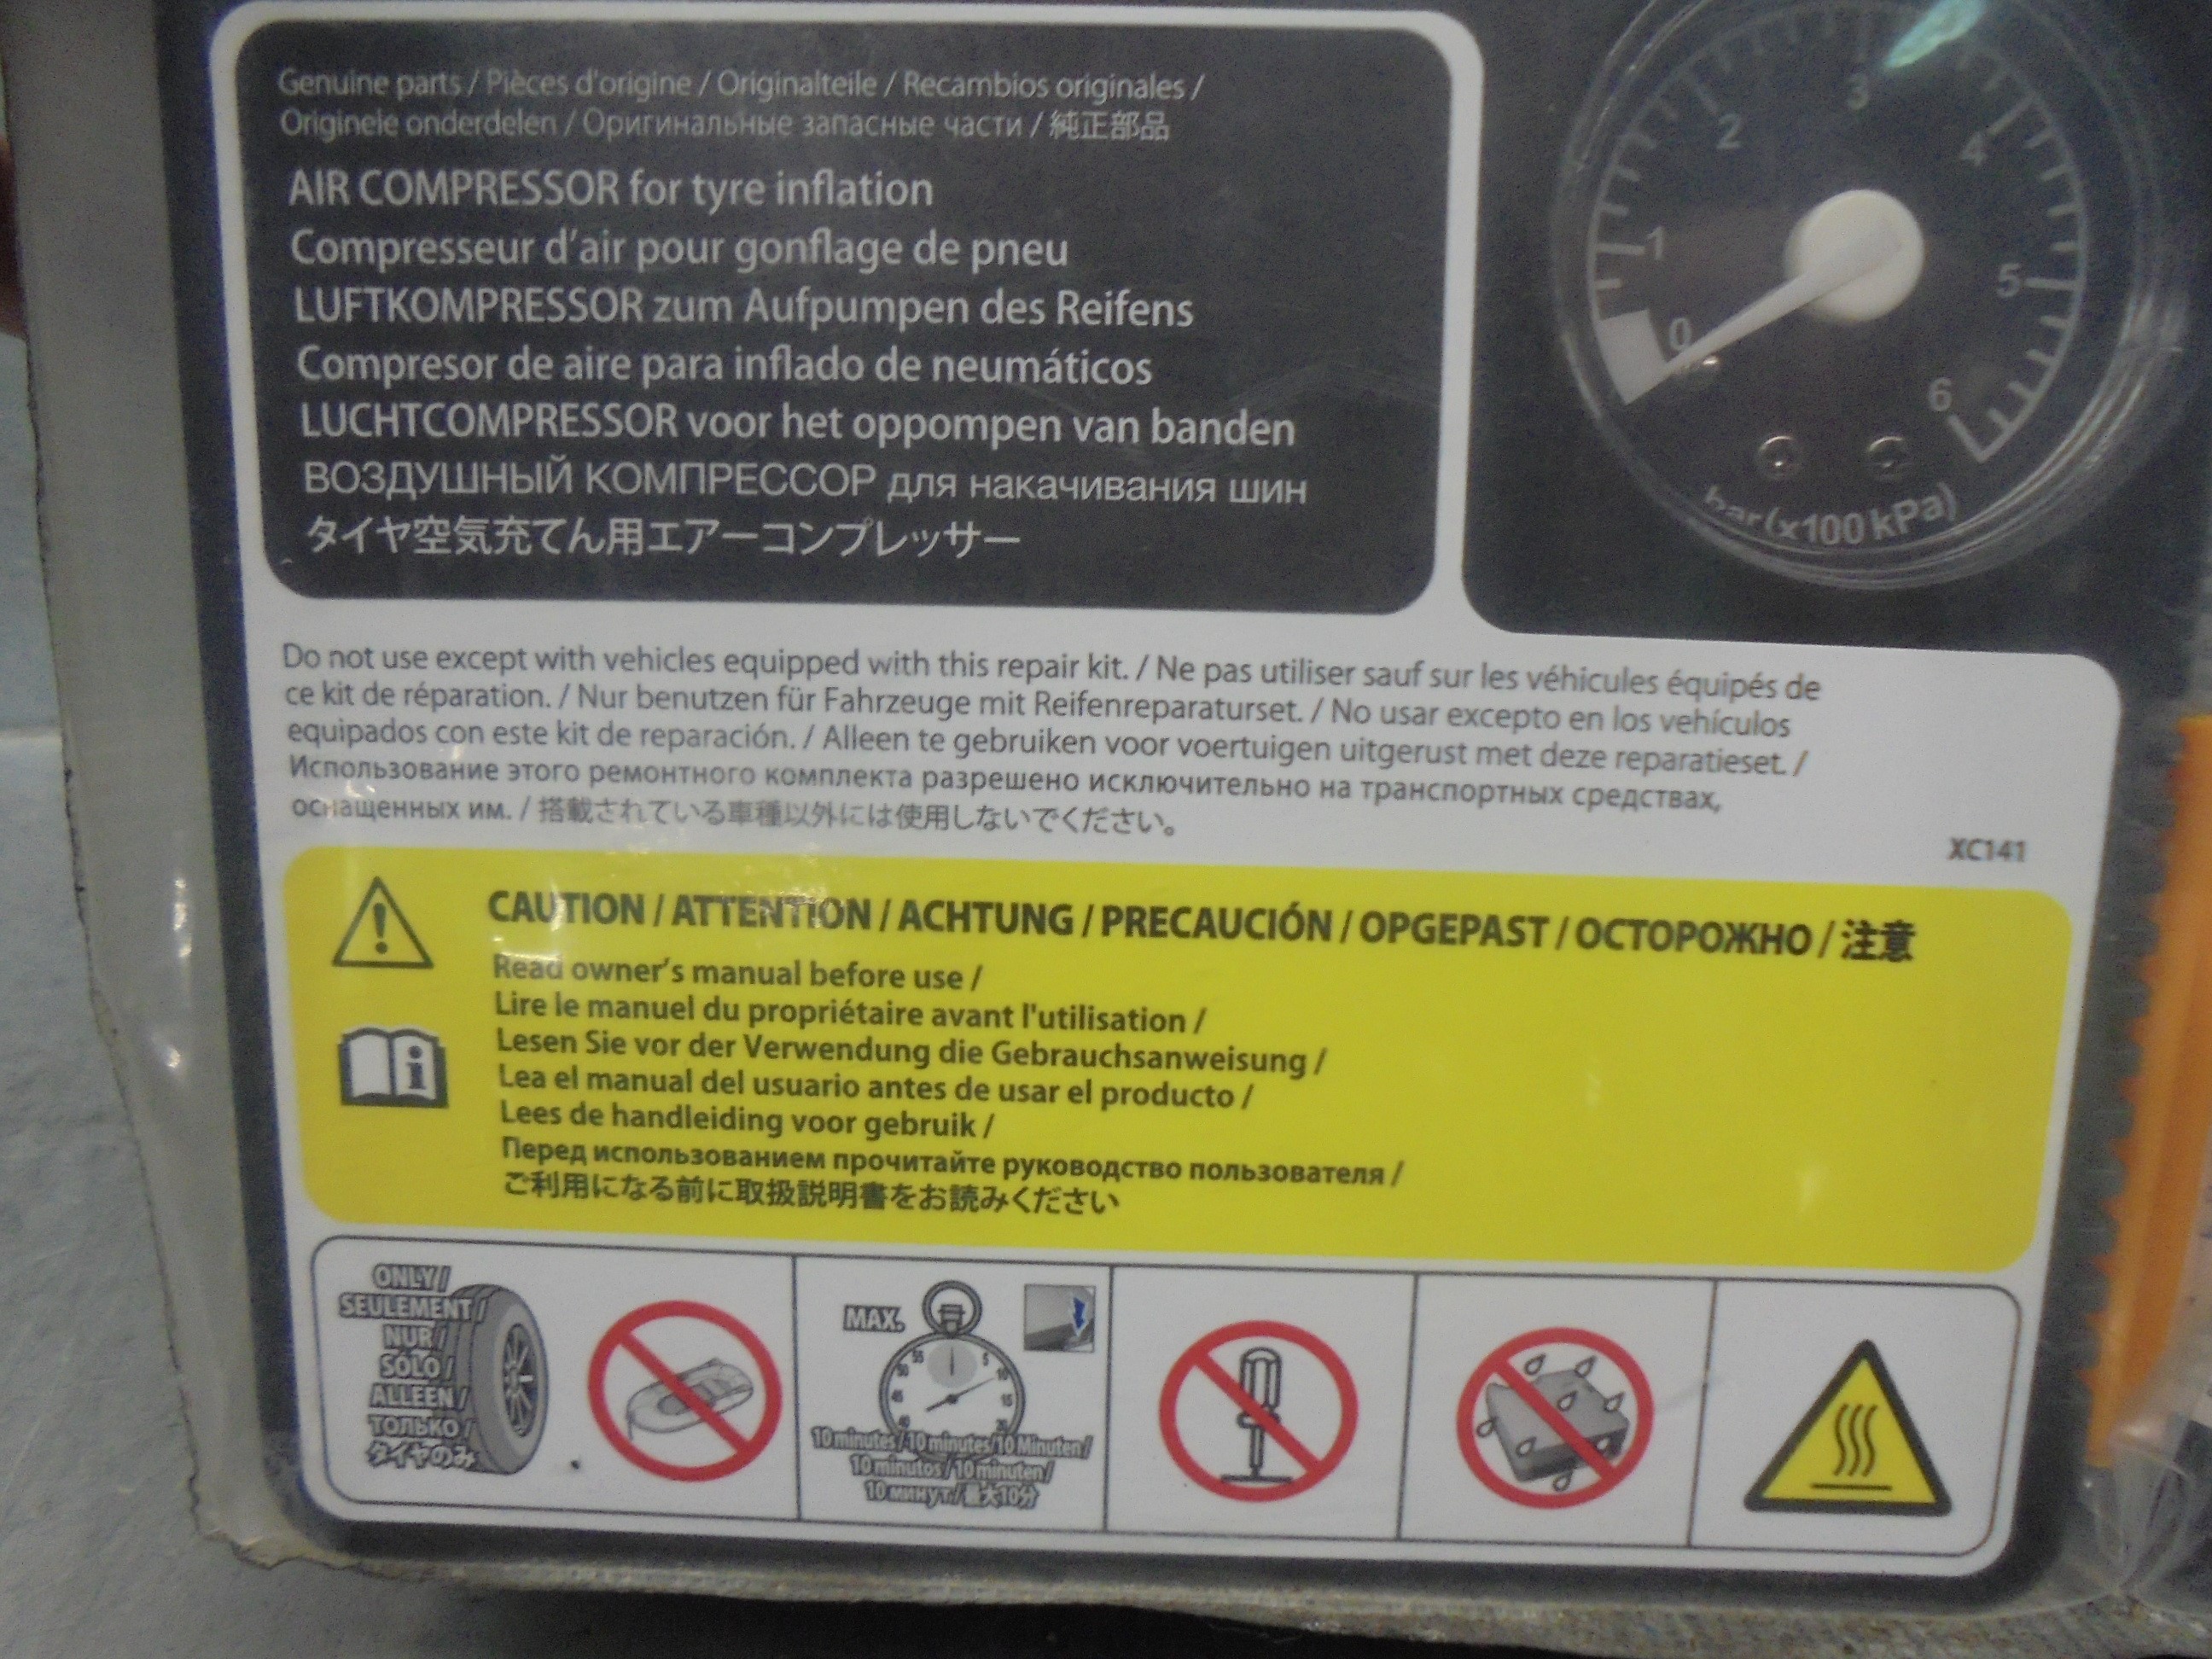 Genuine parts / Pièces d'origine / Originalteile / Recambios originales /
Originele onderdelen / Оригинальные запасные части / 純正部品
AIR COMPRESSOR for tyre inflation
Compresseur d'air pour gonflage de pneu
LUFTKOMPRESSOR zum Aufpumpen des Reifens
Compresor de aire para inflado de neumáticos
LUCHTCOMPRESSOR voor het oppompen van banden
ВОЗДУШНЫЙ КОМПРЕССОР для накачивания шин
タイヤ空気充てん用エアーコンプレッサー
0 1 2 3 4 5 6
bar (x100 kPa)
Do not use except with vehicles equipped with this repair kit. / Ne pas utiliser sauf sur les véhicules équipés de
ce kit de réparation. / Nur benutzen für Fahrzeuge mit Reifenreparaturset. / No usar excepto en los vehículos
equipados con este kit de reparación. / Alleen te gebruiken voor voertuigen uitgerust met deze reparatieset. /
Использование этого ремонтного комплекта разрешено исключительно на транспортных средствах,
оснащенных им. / 搭載されている車種以外には使用しないでください。
XC141
CAUTION / ATTENTION / ACHTUNG / PRECAUCIÓN / OPGEPAST / ОСТОРОЖНО / 注意
Read owner's manual before use /
Lire le manuel du propriétaire avant l'utilisation /
Lesen Sie vor der Verwendung die Gebrauchsanweisung /
Lea el manual del usuario antes de usar el producto /
Lees de handleiding voor gebruik /
Перед использованием прочитайте руководство пользователя /
ご利用になる前に取扱説明書をお読みください
ONLY /
SEULEMENT /
NUR /
SÓLO /
ALLEEN /
ТОЛЬКО /
タイヤのみ
MAX.
55 5
50 10
45 15
40 20
10 minutes / 10 minutes / 10 Minuten /
10 minutos / 10 minuten /
10 минут / 最大10分